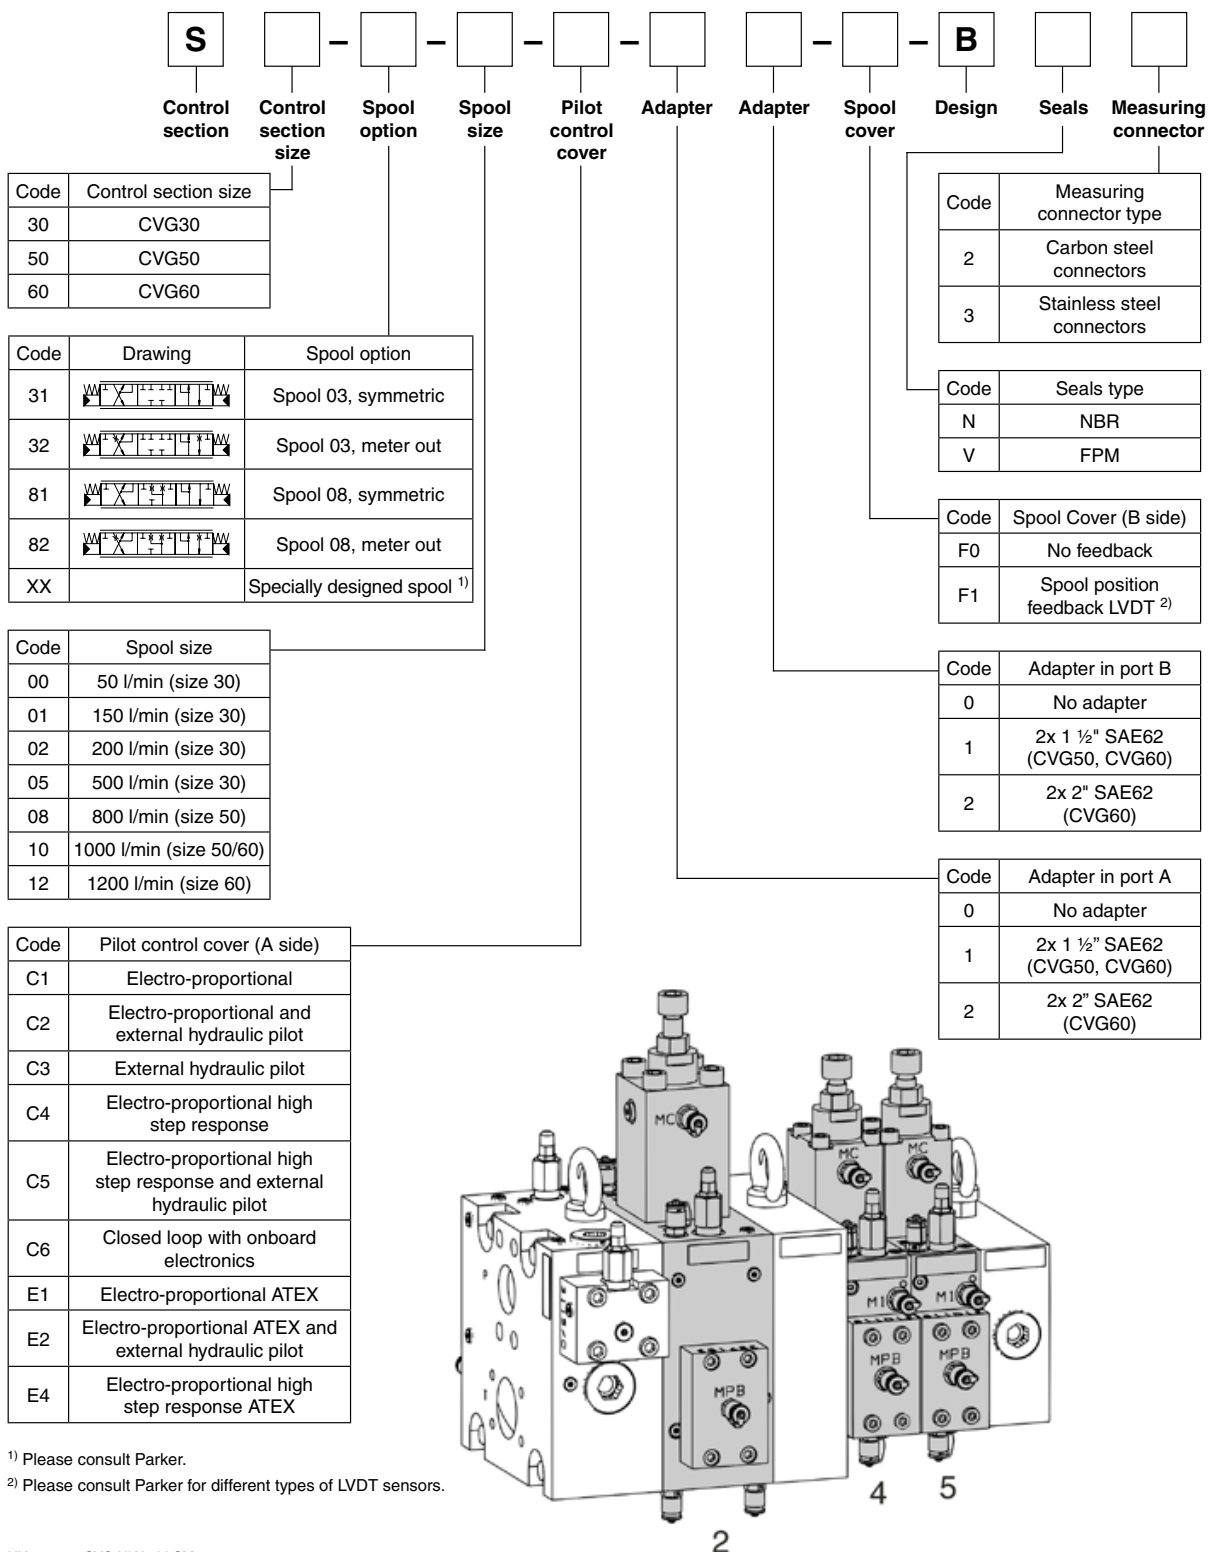 S – – – – – – B
Control section
Control section size
Spool option
Spool size
Pilot control cover
Adapter
Adapter
Spool cover
Design
Seals
Measuring connector
Code Control section size
30 CVG30
50 CVG50
60 CVG60
Code Drawing Spool option
31 Spool 03, symmetric
32 Spool 03, meter out
81 Spool 08, symmetric
82 Spool 08, meter out
XX Specially designed spool 1)
Code Spool size
00 50 l/min (size 30)
01 150 l/min (size 30)
02 200 l/min (size 30)
05 500 l/min (size 30)
08 800 l/min (size 50)
10 1000 l/min (size 50/60)
12 1200 l/min (size 60)
Code Pilot control cover (A side)
C1 Electro-proportional
C2 Electro-proportional and
external hydraulic pilot
C3 External hydraulic pilot
C4 Electro-proportional high
step response
C5 Electro-proportional high
step response and external
hydraulic pilot
C6 Closed loop with onboard
electronics
E1 Electro-proportional ATEX
E2 Electro-proportional ATEX and
external hydraulic pilot
E4 Electro-proportional high
step response ATEX
Code Measuring
connector type
2 Carbon steel
connectors
3 Stainless steel
connectors
Code Seals type
N NBR
V FPM
Code Spool Cover (B side)
F0 No feedback
F1 Spool position
feedback LVDT 2)
Code Adapter in port B
0 No adapter
1 2x 1 ½" SAE62
(CVG50, CVG60)
2 2x 2" SAE62
(CVG60)
Code Adapter in port A
0 No adapter
1 2x 1 ½” SAE62
(CVG50, CVG60)
2 2x 2” SAE62
(CVG60)
MC
MC
MC
P
T
M1
M1
MPB
MPB
MPB
4
5
2
1) Please consult Parker.
2) Please consult Parker for different types of LVDT sensors.